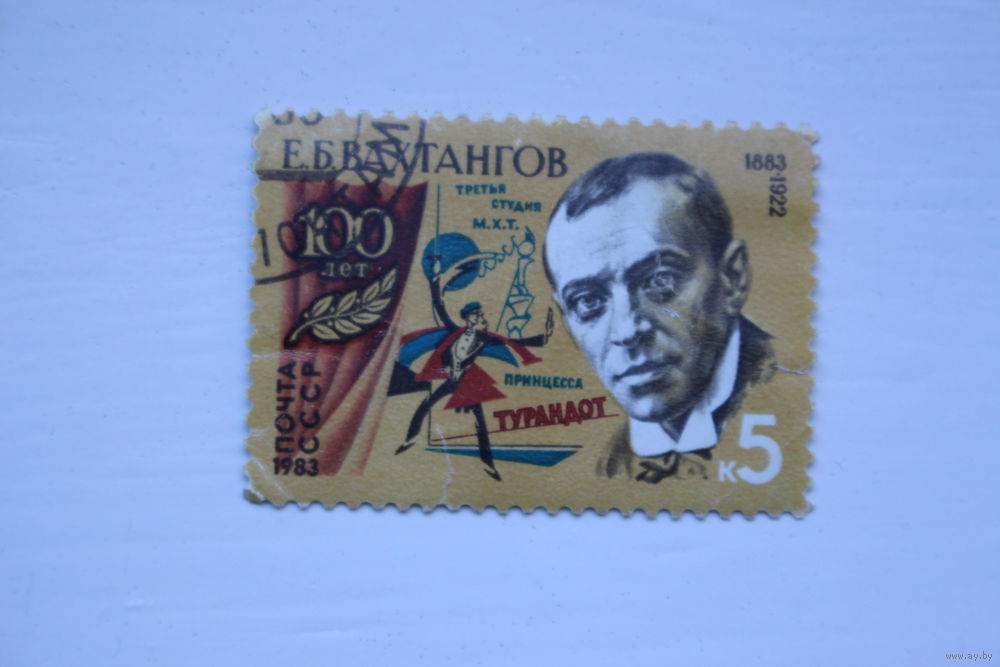 Е.Б.ВАХТАНГОВ
1883·1922
ТРЕТЬЯ
СТУДИЯ
М.Х.Т.
100
лет
ПРИНЦЕССА
ТУРАНДОТ
ПОЧТА
СССР
1983
к5
www.ay.by